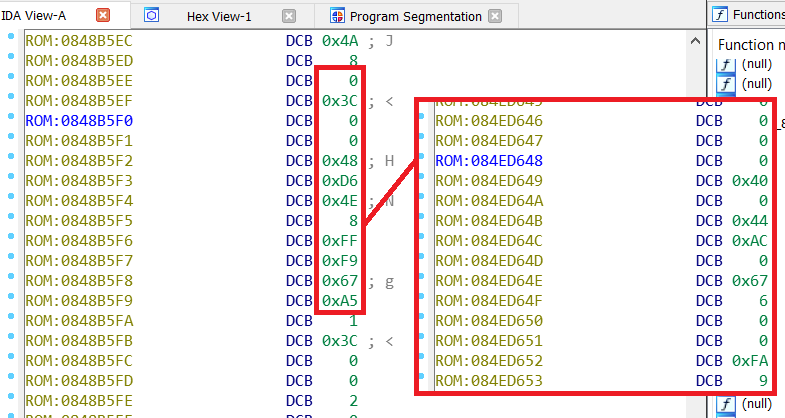 IDA View-A
Hex View-1
Program Segmentation
Functions
Function n
(null)
(null)
ROM:0848B5EC DCB 0x4A ; J
ROM:0848B5ED DCB 8
ROM:0848B5EE DCB 0
ROM:0848B5EF DCB 0x3C ; <
ROM:0848B5F0 DCB 0
ROM:0848B5F1 DCB 0
ROM:0848B5F2 DCB 0x48 ; H
ROM:0848B5F3 DCB 0xD6
ROM:0848B5F4 DCB 0x4E ; N
ROM:0848B5F5 DCB 8
ROM:0848B5F6 DCB 0xFF
ROM:0848B5F7 DCB 0xF9
ROM:0848B5F8 DCB 0x67 ; g
ROM:0848B5F9 DCB 0xA5
ROM:0848B5FA DCB 1
ROM:0848B5FB DCB 0x3C ; <
ROM:0848B5FC DCB 0
ROM:0848B5FD DCB 0
ROM:0848B5FE DCB 2
ROM:084ED645 DCB 0
ROM:084ED646 DCB 0
ROM:084ED647 DCB 0
ROM:084ED648 DCB 0
ROM:084ED649 DCB 0x40
ROM:084ED64A DCB 0
ROM:084ED64B DCB 0x44
ROM:084ED64C DCB 0xAC
ROM:084ED64D DCB 0
ROM:084ED64E DCB 0x67
ROM:084ED64F DCB 6
ROM:084ED650 DCB 0
ROM:084ED651 DCB 0
ROM:084ED652 DCB 0xFA
ROM:084ED653 DCB 9
(null)